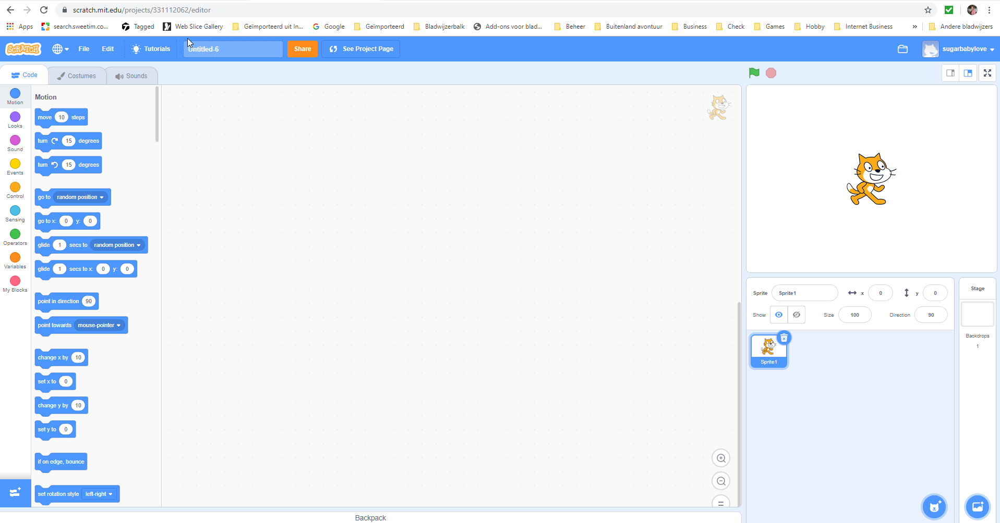 scratch.mit.edu/projects/331112062/editor
Apps search.sweetim.co... Tagged Web Slice Gallery Geïmporteerd uit In... Google Geïmporteerd Bladwijzerbalk Add-ons voor blad... Beheer Buitenland avontuur Business Check Games Hobby Internet Business » Andere bladwijzers
SCRATCH File Edit Tutorials Untitled-6 Share See Project Page sugarbabylove
Code Costumes Sounds
Motion
Looks
Sound
Events
Control
Sensing
Operators
Variables
My Blocks
Motion
move 10 steps
turn 15 degrees
turn 15 degrees
go to random position
go to x: 0 y: 0
glide 1 secs to random position
glide 1 secs to x: 0 y: 0
point in direction 90
point towards mouse-pointer
change x by 10
set x to 0
change y by 10
set y to 0
if on edge, bounce
set rotation style left-right
Sprite Sprite1 x 0 y 0
Show Size 100 Direction 90
Sprite1
Stage
Backdrops
1
Backpack